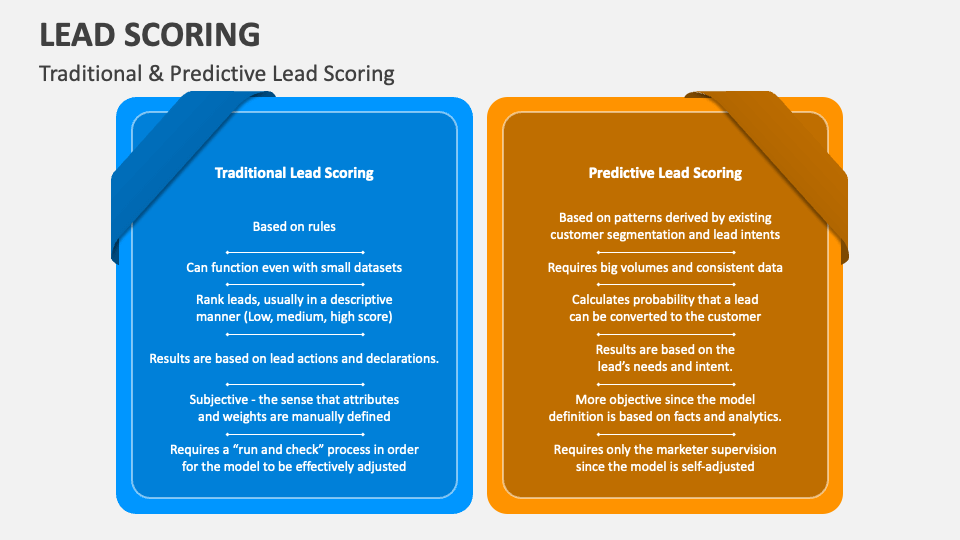 LEAD SCORING
Traditional & Predictive Lead Scoring
Traditional Lead Scoring
Based on rules
Can function even with small datasets
Rank leads, usually in a descriptive
manner (Low, medium, high score)
Results are based on lead actions and declarations.
Subjective - the sense that attributes
and weights are manually defined
Requires a “run and check” process in order
for the model to be effectively adjusted
Predictive Lead Scoring
Based on patterns derived by existing
customer segmentation and lead intents
Requires big volumes and consistent data
Calculates probability that a lead
can be converted to the customer
Results are based on the
lead’s needs and intent.
More objective since the model
definition is based on facts and analytics.
Requires only the marketer supervision
since the model is self-adjusted